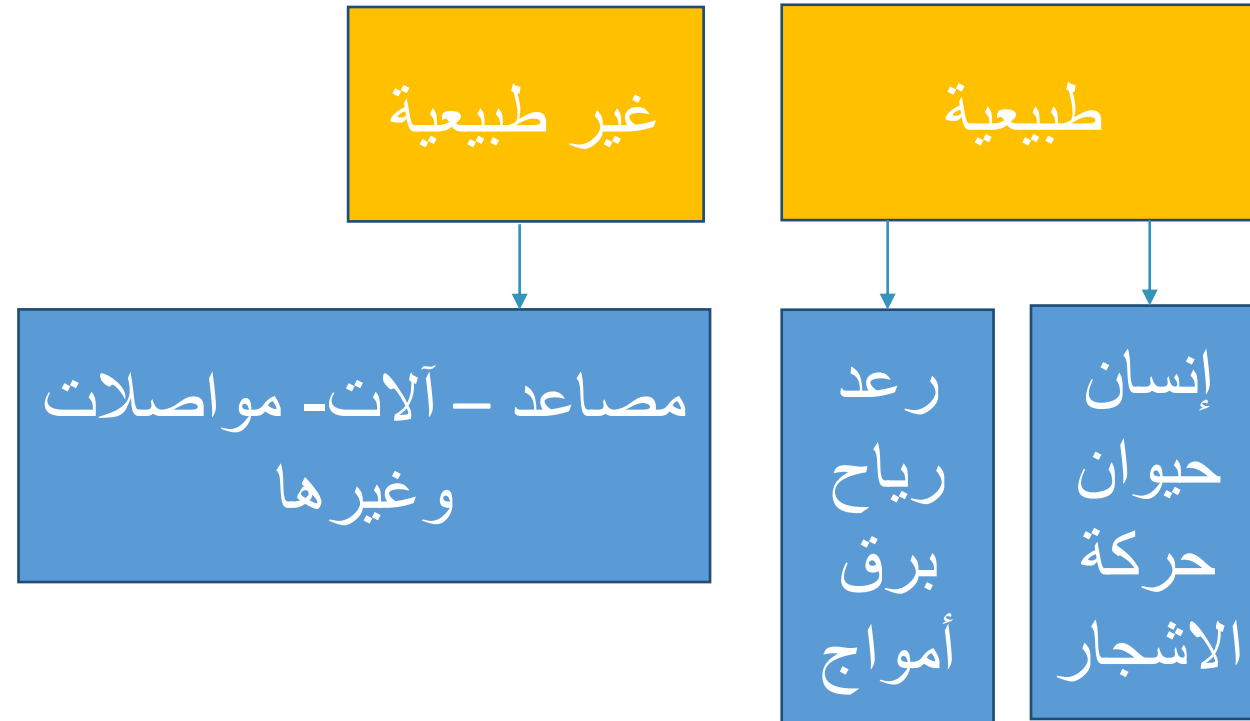 طبيعية
غير طبيعية
إنسان
حيوان
حركة
الاشجار
رعد
رياح
برق
أمواج
مصاعد – آلات- مواصلات
وغيرها